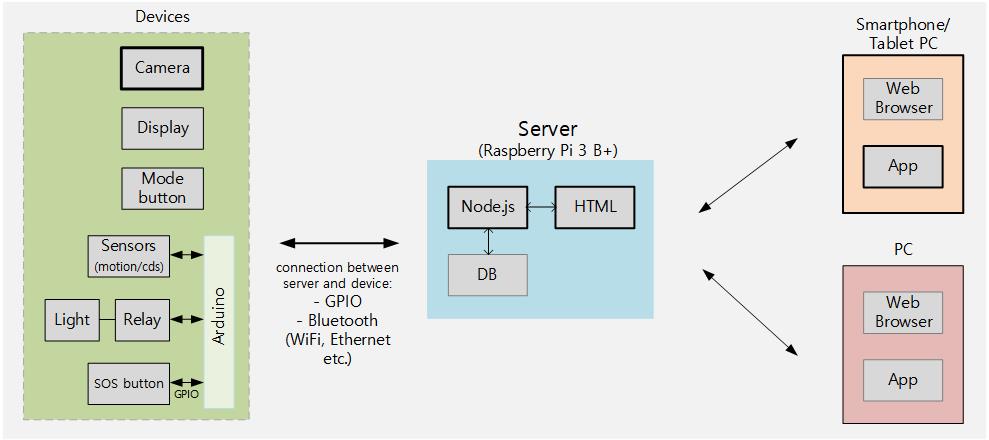 Devices
Camera
Display
Mode
button
Sensors
(motion/cds)
Light
Relay
SOS button
GPIO
Arduino
connection between
server and device:
- GPIO
- Bluetooth
(WiFi, Ethernet
etc.)
Server
(Raspberry Pi 3 B+)
Node.js
HTML
DB
Smartphone/
Tablet PC
Web
Browser
App
PC
Web
Browser
App